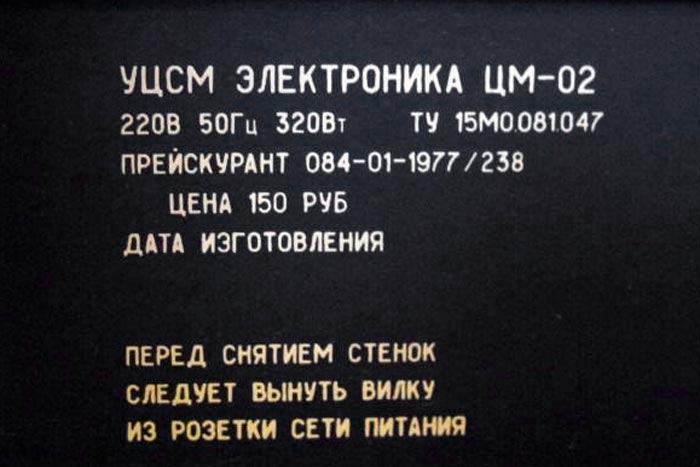 УЦСМ ЭЛЕКТРОНИКА ЦМ-02
220В 50Гц 320Вт ТУ 15М0.081.047
ПРЕЙСКУРАНТ 084-01-1977/238
ЦЕНА 150 РУБ
ДАТА ИЗГОТОВЛЕНИЯ
ПЕРЕД СНЯТИЕМ СТЕНОК
СЛЕДУЕТ ВЫНУТЬ ВИЛКУ
ИЗ РОЗЕТКИ СЕТИ ПИТАНИЯ